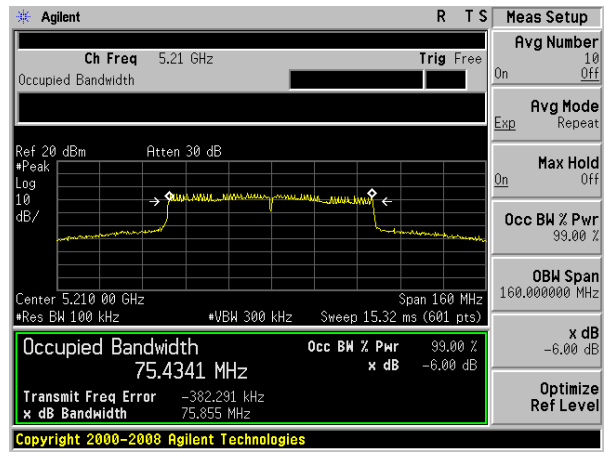 Agilent R T S
Ch Freq 5.21 GHz Trig Free
Occupied Bandwidth
Ref 20 dBm Atten 30 dB
#Peak
Log
10
dB/
Center 5.210 00 GHz Span 160 MHz
#Res BW 100 kHz #VBW 300 kHz Sweep 15.32 ms (601 pts)
Occupied Bandwidth Occ BW % Pwr 99.00 %
75.4341 MHz x dB -6.00 dB
Transmit Freq Error -382.291 kHz
x dB Bandwidth 75.855 MHz
Copyright 2000-2008 Agilent Technologies
Meas Setup
Avg Number
10
On Off
Avg Mode
Exp Repeat
Max Hold
On Off
Occ BW % Pwr
99.00 %
OBW Span
160.000000 MHz
x dB
-6.00 dB
Optimize
Ref Level